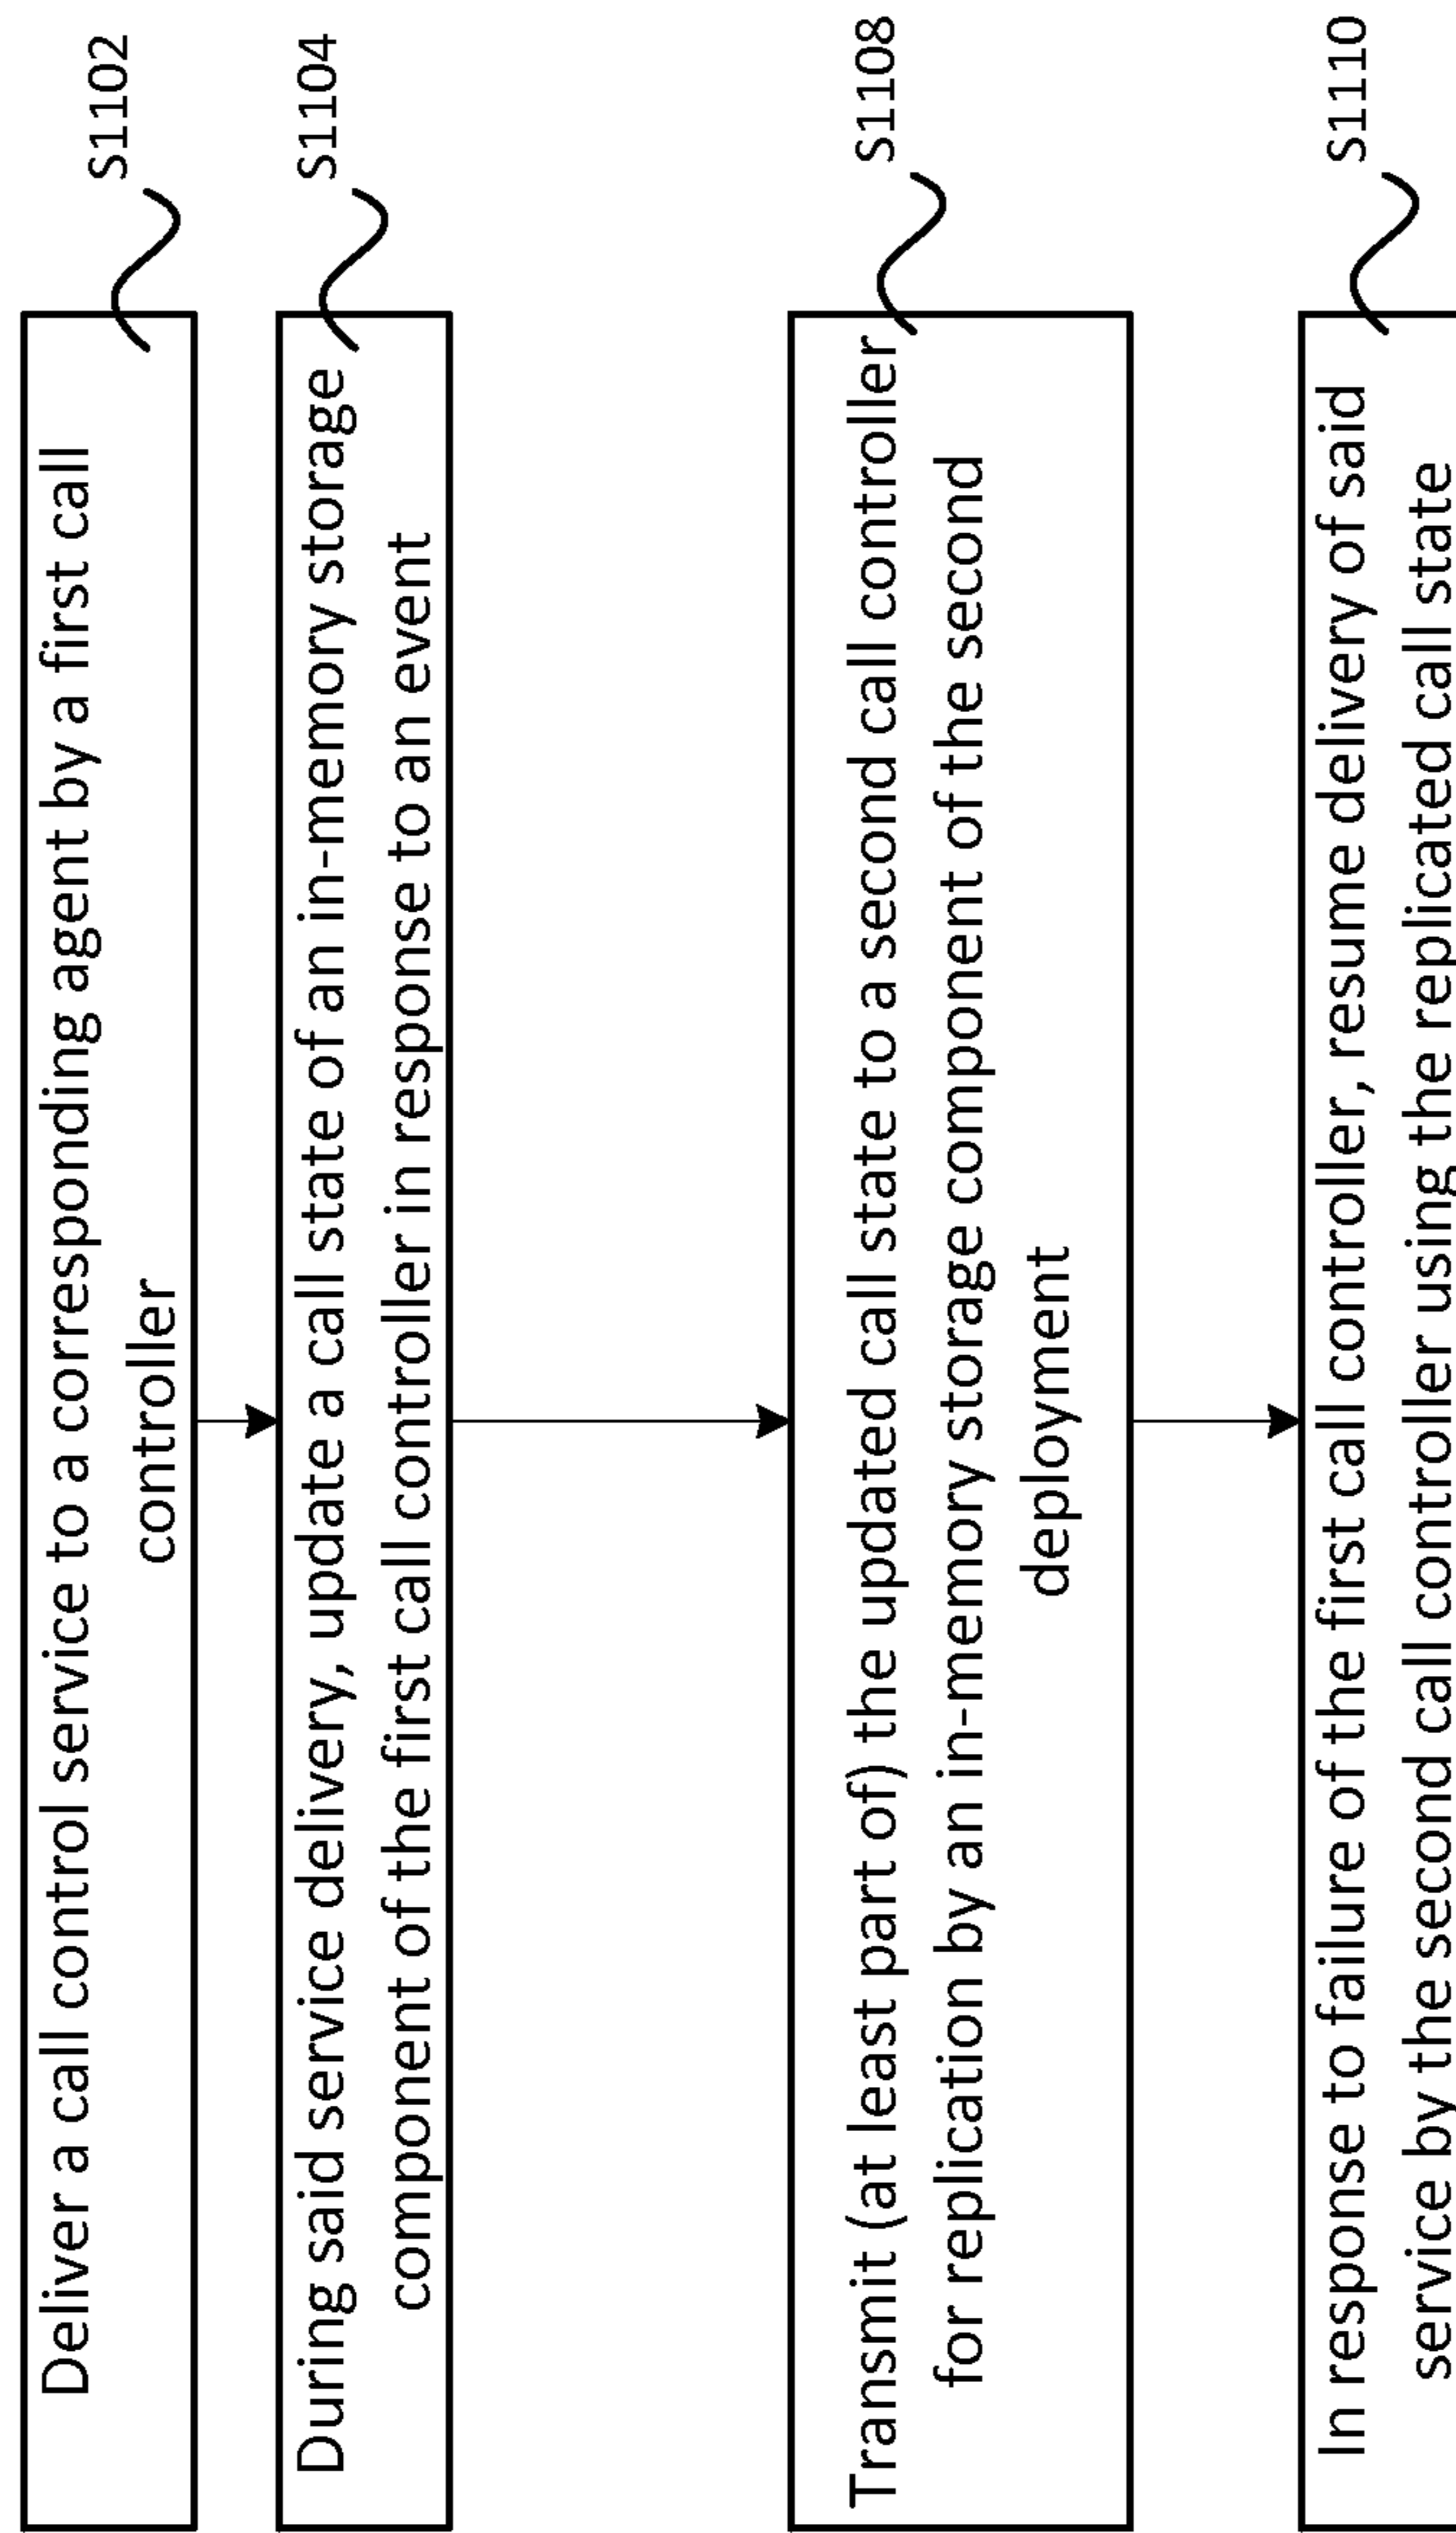 Deliver a call control service to a corresponding agent by a first call
controller
S1102
During said service delivery, update a call state of an in-memory storage
component of the first call controller in response to an event
S1104
Transmit (at least part of) the updated call state to a second call controller
for replication by an in-memory storage component of the second
deployment
S1108
In response to failure of the first call controller, resume delivery of said
service by the second call controller using the replicated call state
S1110